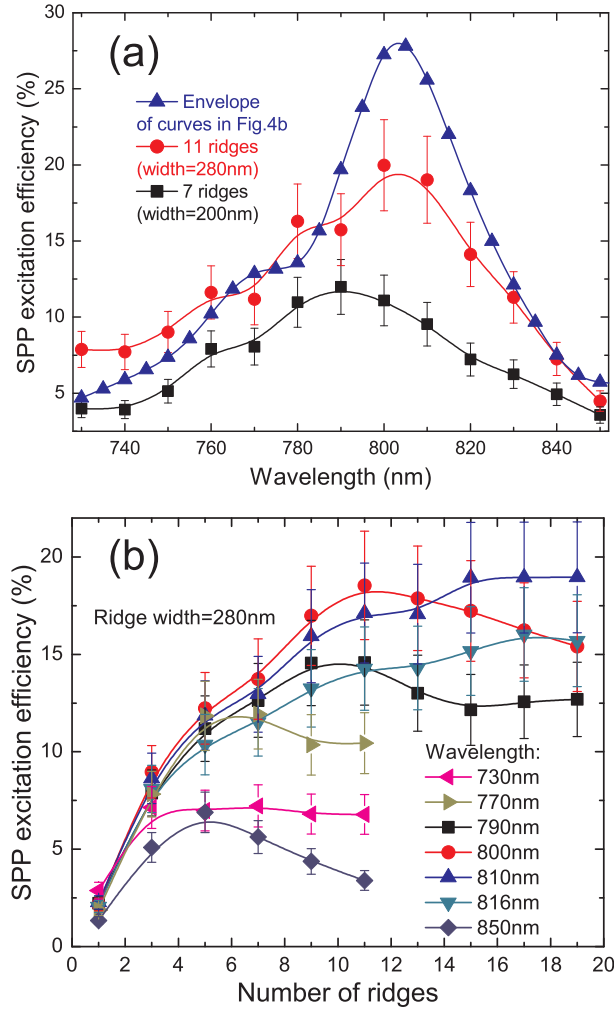 (a)
30
25
20
15
10
5
SPP excitation efficiency (%)
Envelope
of curves in Fig.4b
11 ridges
(width=280nm)
7 ridges
(width=200nm)
740 760 780 800 820 840
Wavelength (nm)
(b)
20
15
10
5
0
SPP excitation efficiency (%)
Ridge width=280nm
Wavelength:
730nm
770nm
790nm
800nm
810nm
816nm
850nm
0 2 4 6 8 10 12 14 16 18 20
Number of ridges